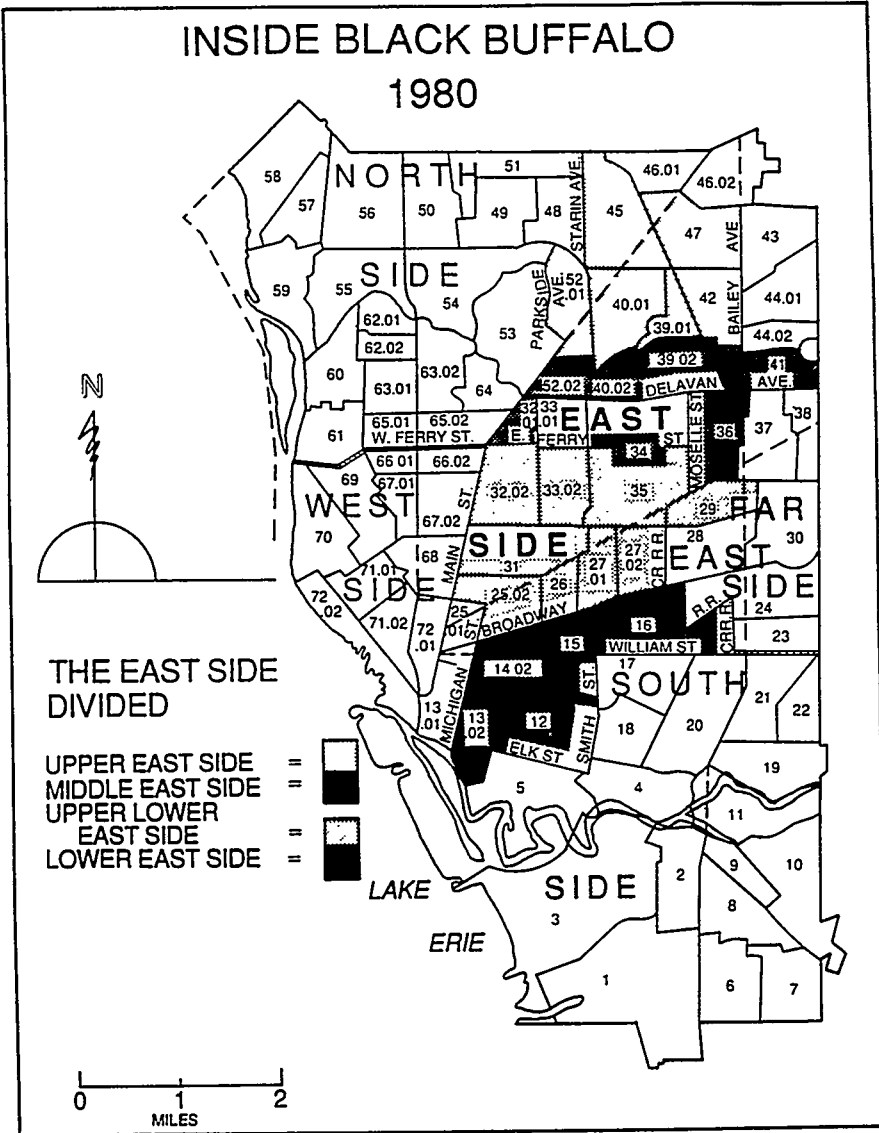 INSIDE BLACK BUFFALO
1980
58
57
NORTH
56
50
51
49
48
STARIN AVE.
45
46.01
46.02
47
AVE
43
59
55
SIDE
54
53
PARKSIDE
AVE.
52
.01
40.01
42
BAILEY
44.01
44.02
39.01
39 02
41
62.01
62.02
60
63.01
63.02
64
52.02
40.02
DELAVAN
AVE.
61
65.01
65.02
W. FERRY ST.
32
01
33
.01
EAST
E.
FERRY
ST
34
MOSELLE ST.
36
37
38
N
69
66 01
66.02
67.01
WEST
67.02
ST.
32.02
33.02
35
29
FAR
70
68
MAIN
SIDE
31
27
.01
27
02
CR R R.
28
EAST
30
71.01
SIDE
72
.02
71.02
72
.01
25
.01
ST.
25.02
26
BROADWAY
R.R.
SIDE
24
23
CRR.R.
15
16
WILLIAM ST
14 02
17
ST.
SOUTH
THE EAST SIDE
DIVIDED
13
.01
MICHIGAN
13
.02
12
ELK ST
SMITH
18
20
21
22
19
UPPER EAST SIDE =
MIDDLE EAST SIDE =
UPPER LOWER
EAST SIDE =
LOWER EAST SIDE =
5
4
11
LAKE
ERIE
SIDE
3
2
9
10
8
1
6
7
0 1 2
MILES